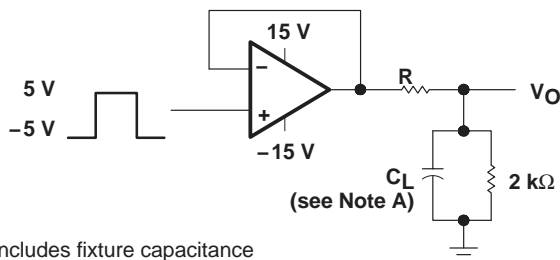 15 V
−
R
VO
5 V
−5 V
+
−15 V
CL
(see Note A)
2 kΩ
ncludes fixture capacitance